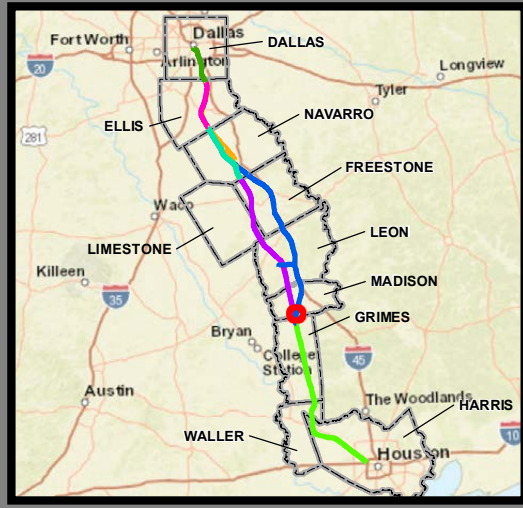 Dallas
DALLAS
Fort Worth
Arlington
20
Longview
Tyler
NAVARRO
ELLIS
281
FREESTONE
Waco
LEON
LIMESTONE
Killeen
MADISON
35
GRIMES
Bryan
College
Station
45
Austin
The Woodlands
HARRIS
WALLER
10
Houston